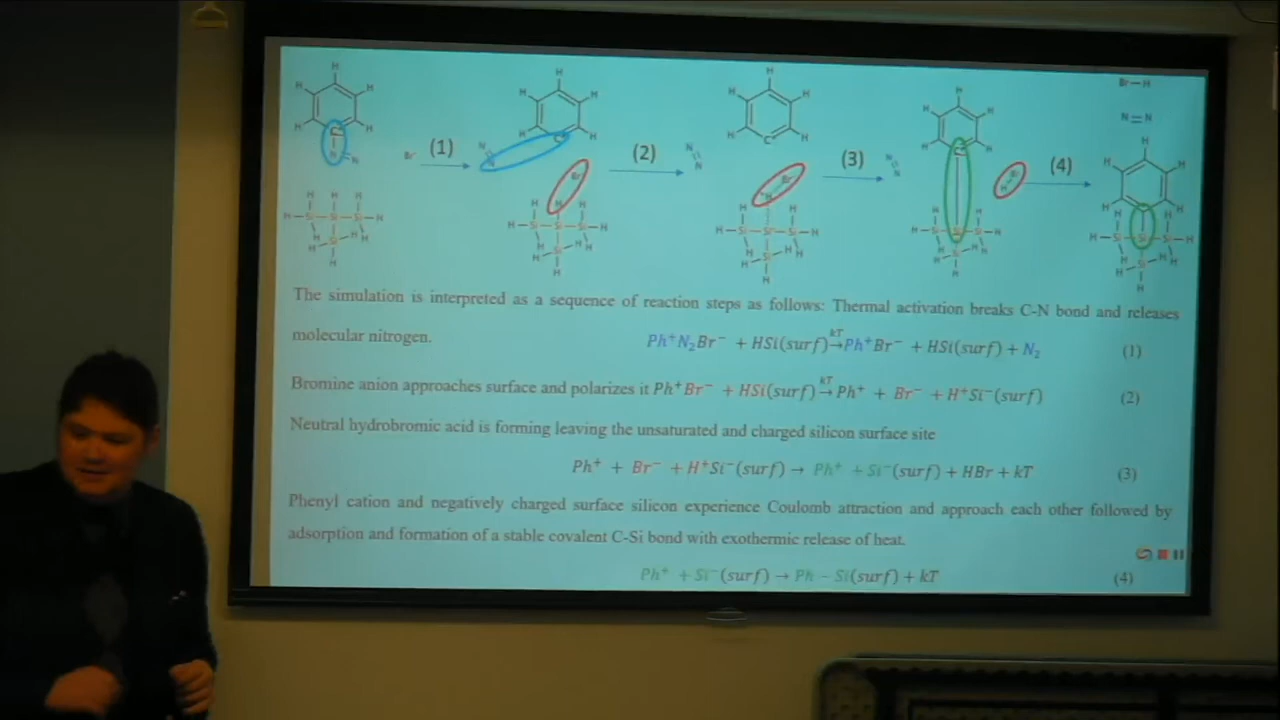 (1) (2) (3) (4)
Br—H
N=N
The simulation is interpreted as a sequence of reaction steps as follows: Thermal activation breaks C-N bond and releases
molecular nitrogen. Ph⁺N₂Br⁻ + HSi(surf) →kT Ph⁺Br⁻ + HSi(surf) + N₂ (1)
Bromine anion approaches surface and polarizes it Ph⁺Br⁻ + HSi(surf) →kT Ph⁺ + Br⁻ + H⁺Si⁻(surf) (2)
Neutral hydrobromic acid is forming leaving the unsaturated and charged silicon surface site
Ph⁺ + Br⁻ + H⁺Si⁻(surf) → Ph⁺ + Si⁻(surf) + HBr + kT (3)
Phenyl cation and negatively charged surface silicon experience Coulomb attraction and approach each other followed by
adsorption and formation of a stable covalent C-Si bond with exothermic release of heat.
Ph⁺ + Si⁻(surf) → Ph − Si(surf) + kT (4)